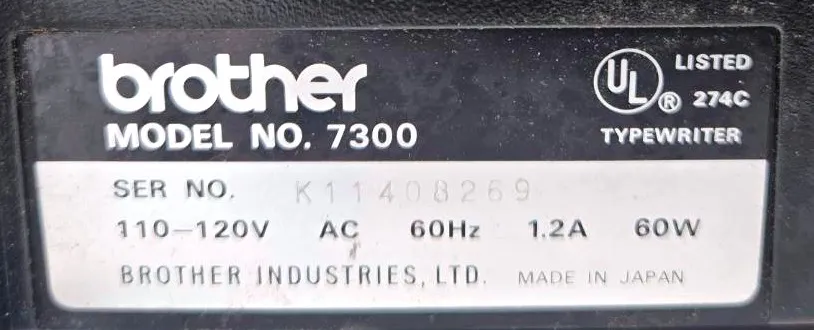 brother
MODEL NO. 7300
UL ® LISTED
274C
TYPEWRITER
SER NO. K11408269
110-120V AC 60Hz 1.2A 60W
BROTHER INDUSTRIES, LTD. MADE IN JAPAN